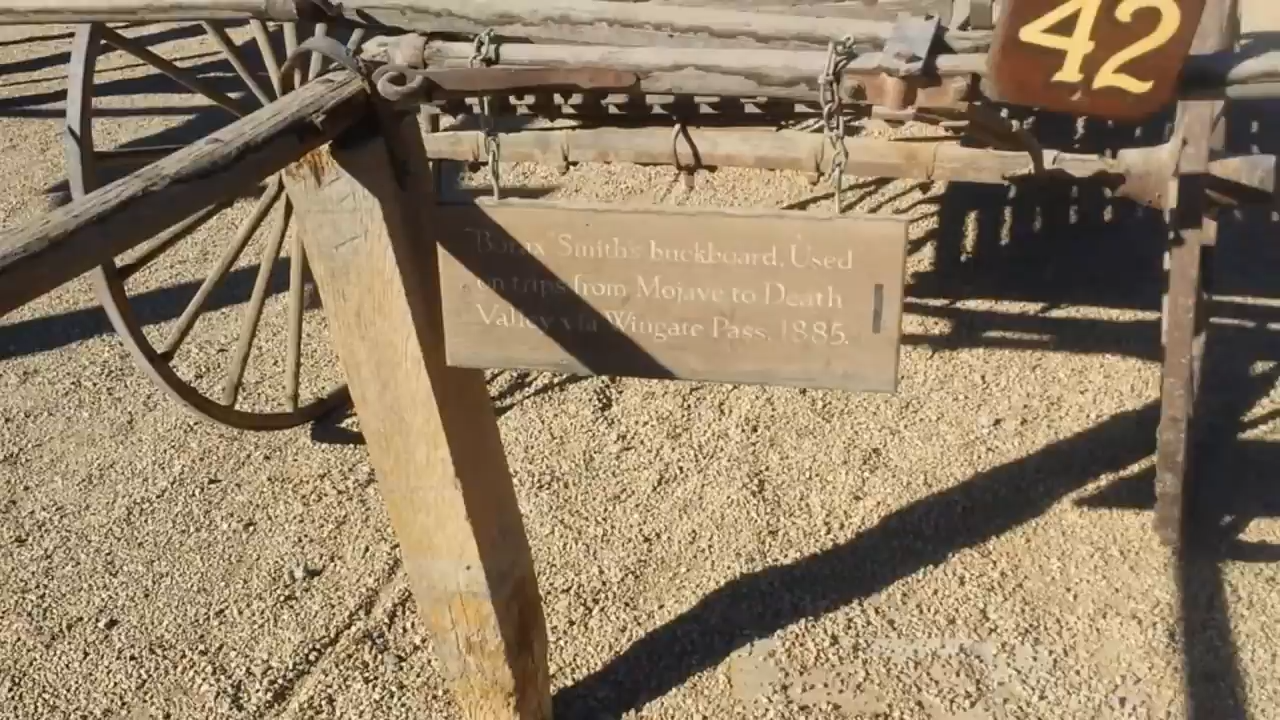 42
"Borax" Smith's buckboard. Used
on trips from Mojave to Death
Valley via Wingate Pass. 1885.